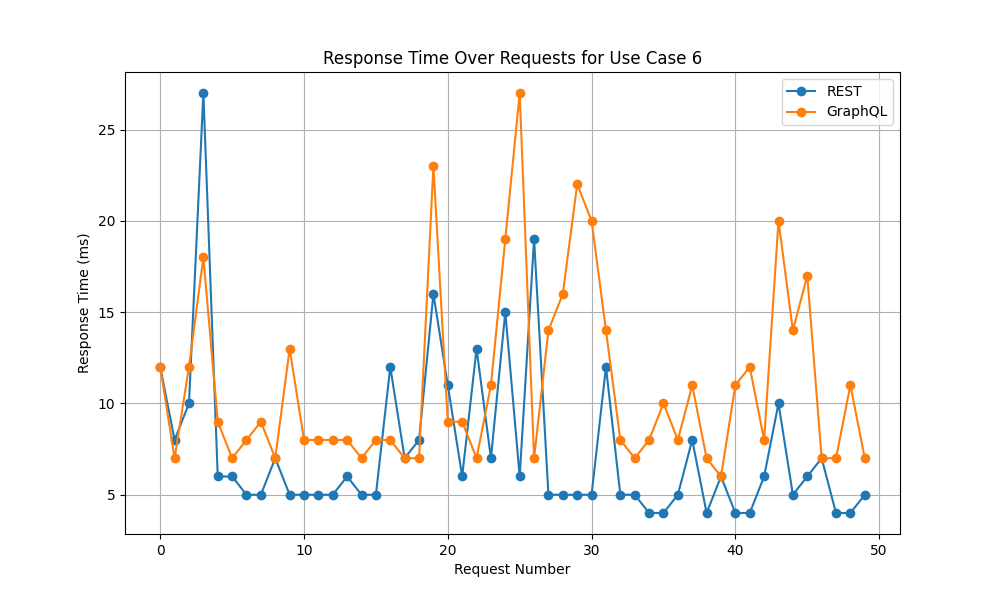 Response Time Over Requests for Use Case 6
REST
GraphQL
Response Time (ms)
25
20
15
10
5
0
10
20
30
40
50
Request Number